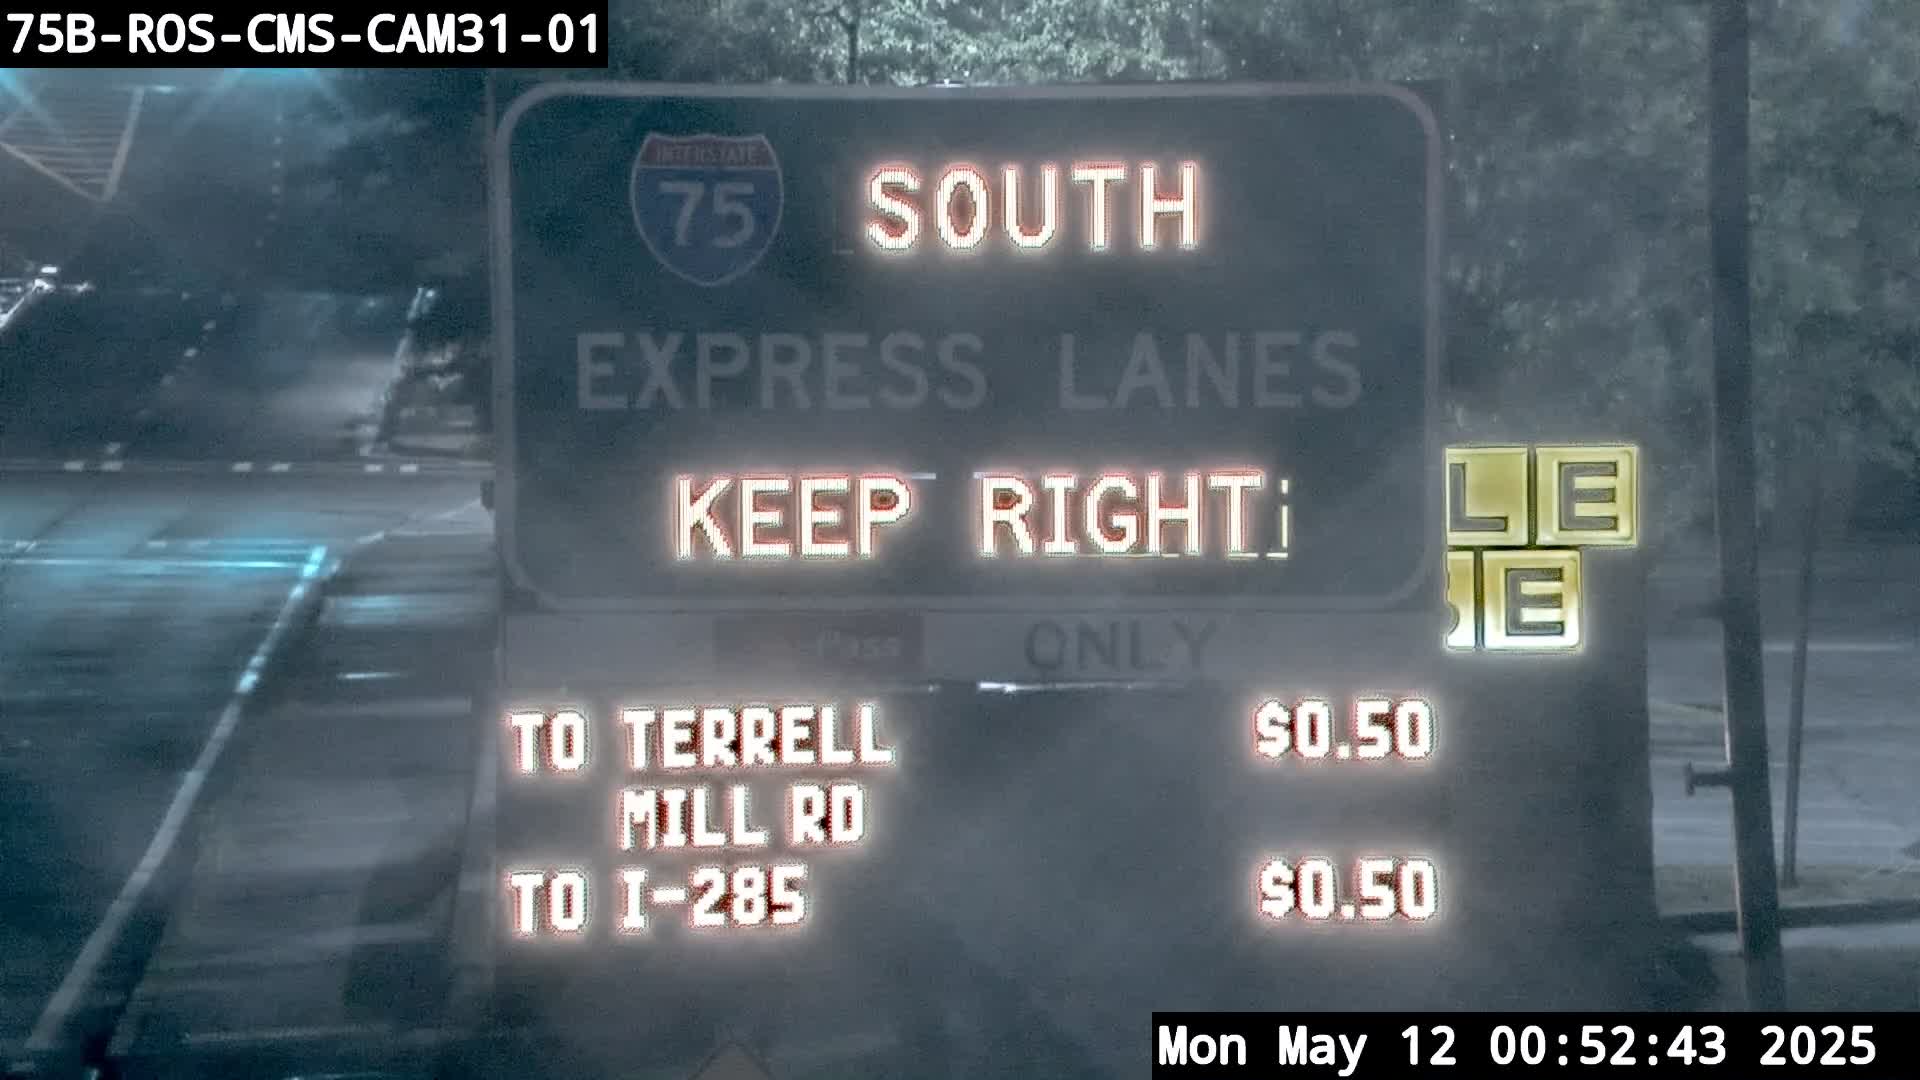 75B-ROS-CMS-CAM31-01
INTERSTATE
75 SOUTH
EXPRESS LANES
KEEP RIGHT
LE
E
Pass ONLY
TO TERRELL $0.50
MILL RD
TO I-285 $0.50
Mon May 12 00:52:43 2025